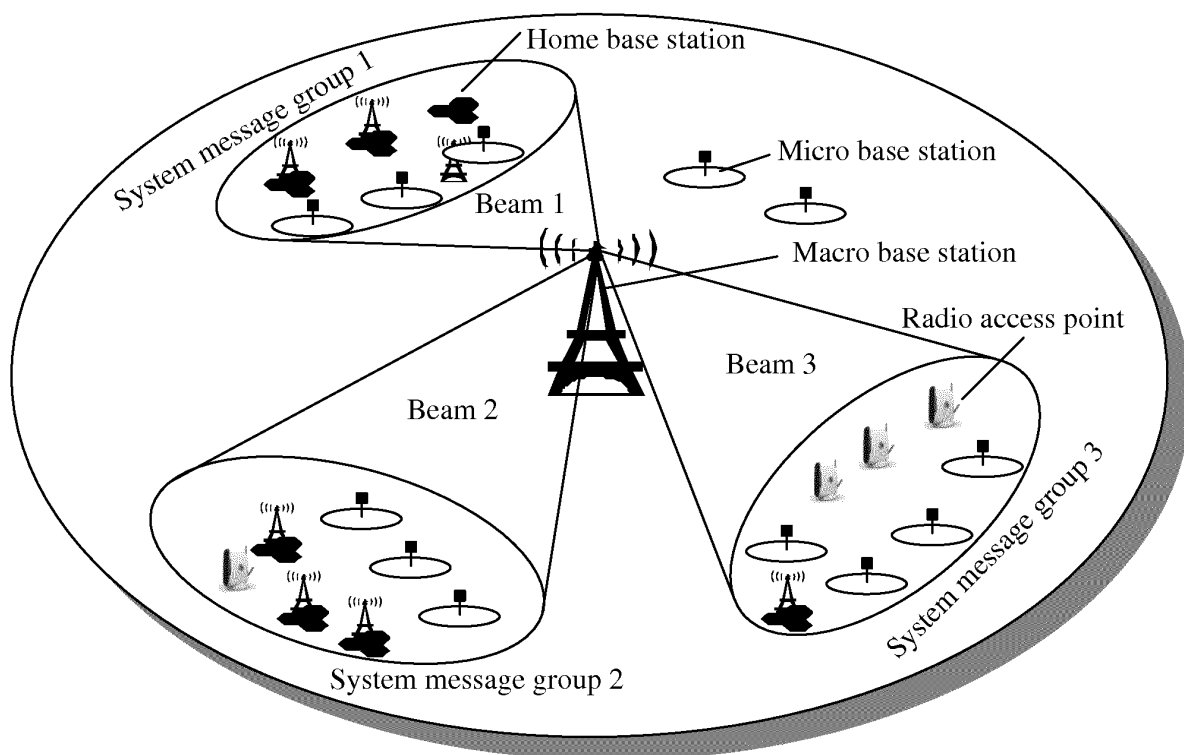 Home base station
System message group 1
Micro base station
Beam 1
Macro base station
Radio access point
Beam 3
Beam 2
System message group 3
System message group 2